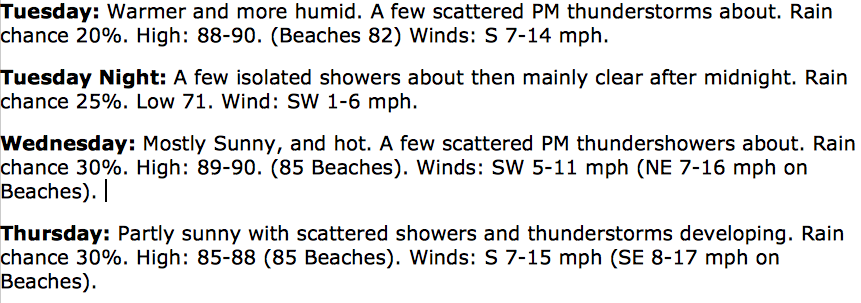 Tuesday: Warmer and more humid. A few scattered PM thunderstorms about. Rain
chance 20%. High: 88-90. (Beaches 82) Winds: S 7-14 mph.
Tuesday Night: A few isolated showers about then mainly clear after midnight. Rain
chance 25%. Low 71. Wind: SW 1-6 mph.
Wednesday: Mostly Sunny, and hot. A few scattered PM thundershowers about. Rain
chance 30%. High: 89-90. (85 Beaches). Winds: SW 5-11 mph (NE 7-16 mph on
Beaches).
Thursday: Partly sunny with scattered showers and thunderstorms developing. Rain
chance 30%. High: 85-88 (85 Beaches). Winds: S 7-15 mph (SE 8-17 mph on
Beaches).